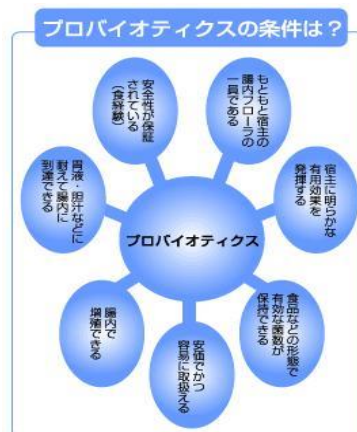 プロバイオティクスの条件は？
もともと宿主の
腸内フローラの
一員である
宿主に明らかな
有用効果を
発揮する
食品などの形態で
有効な菌数が
保持できる
安価でかつ
容易に取扱える
腸内で
増殖できる
胃液・胆汁などに
耐えて腸内に
到達できる
安全性が保証
されている
(食経験)
プロバイオティクス